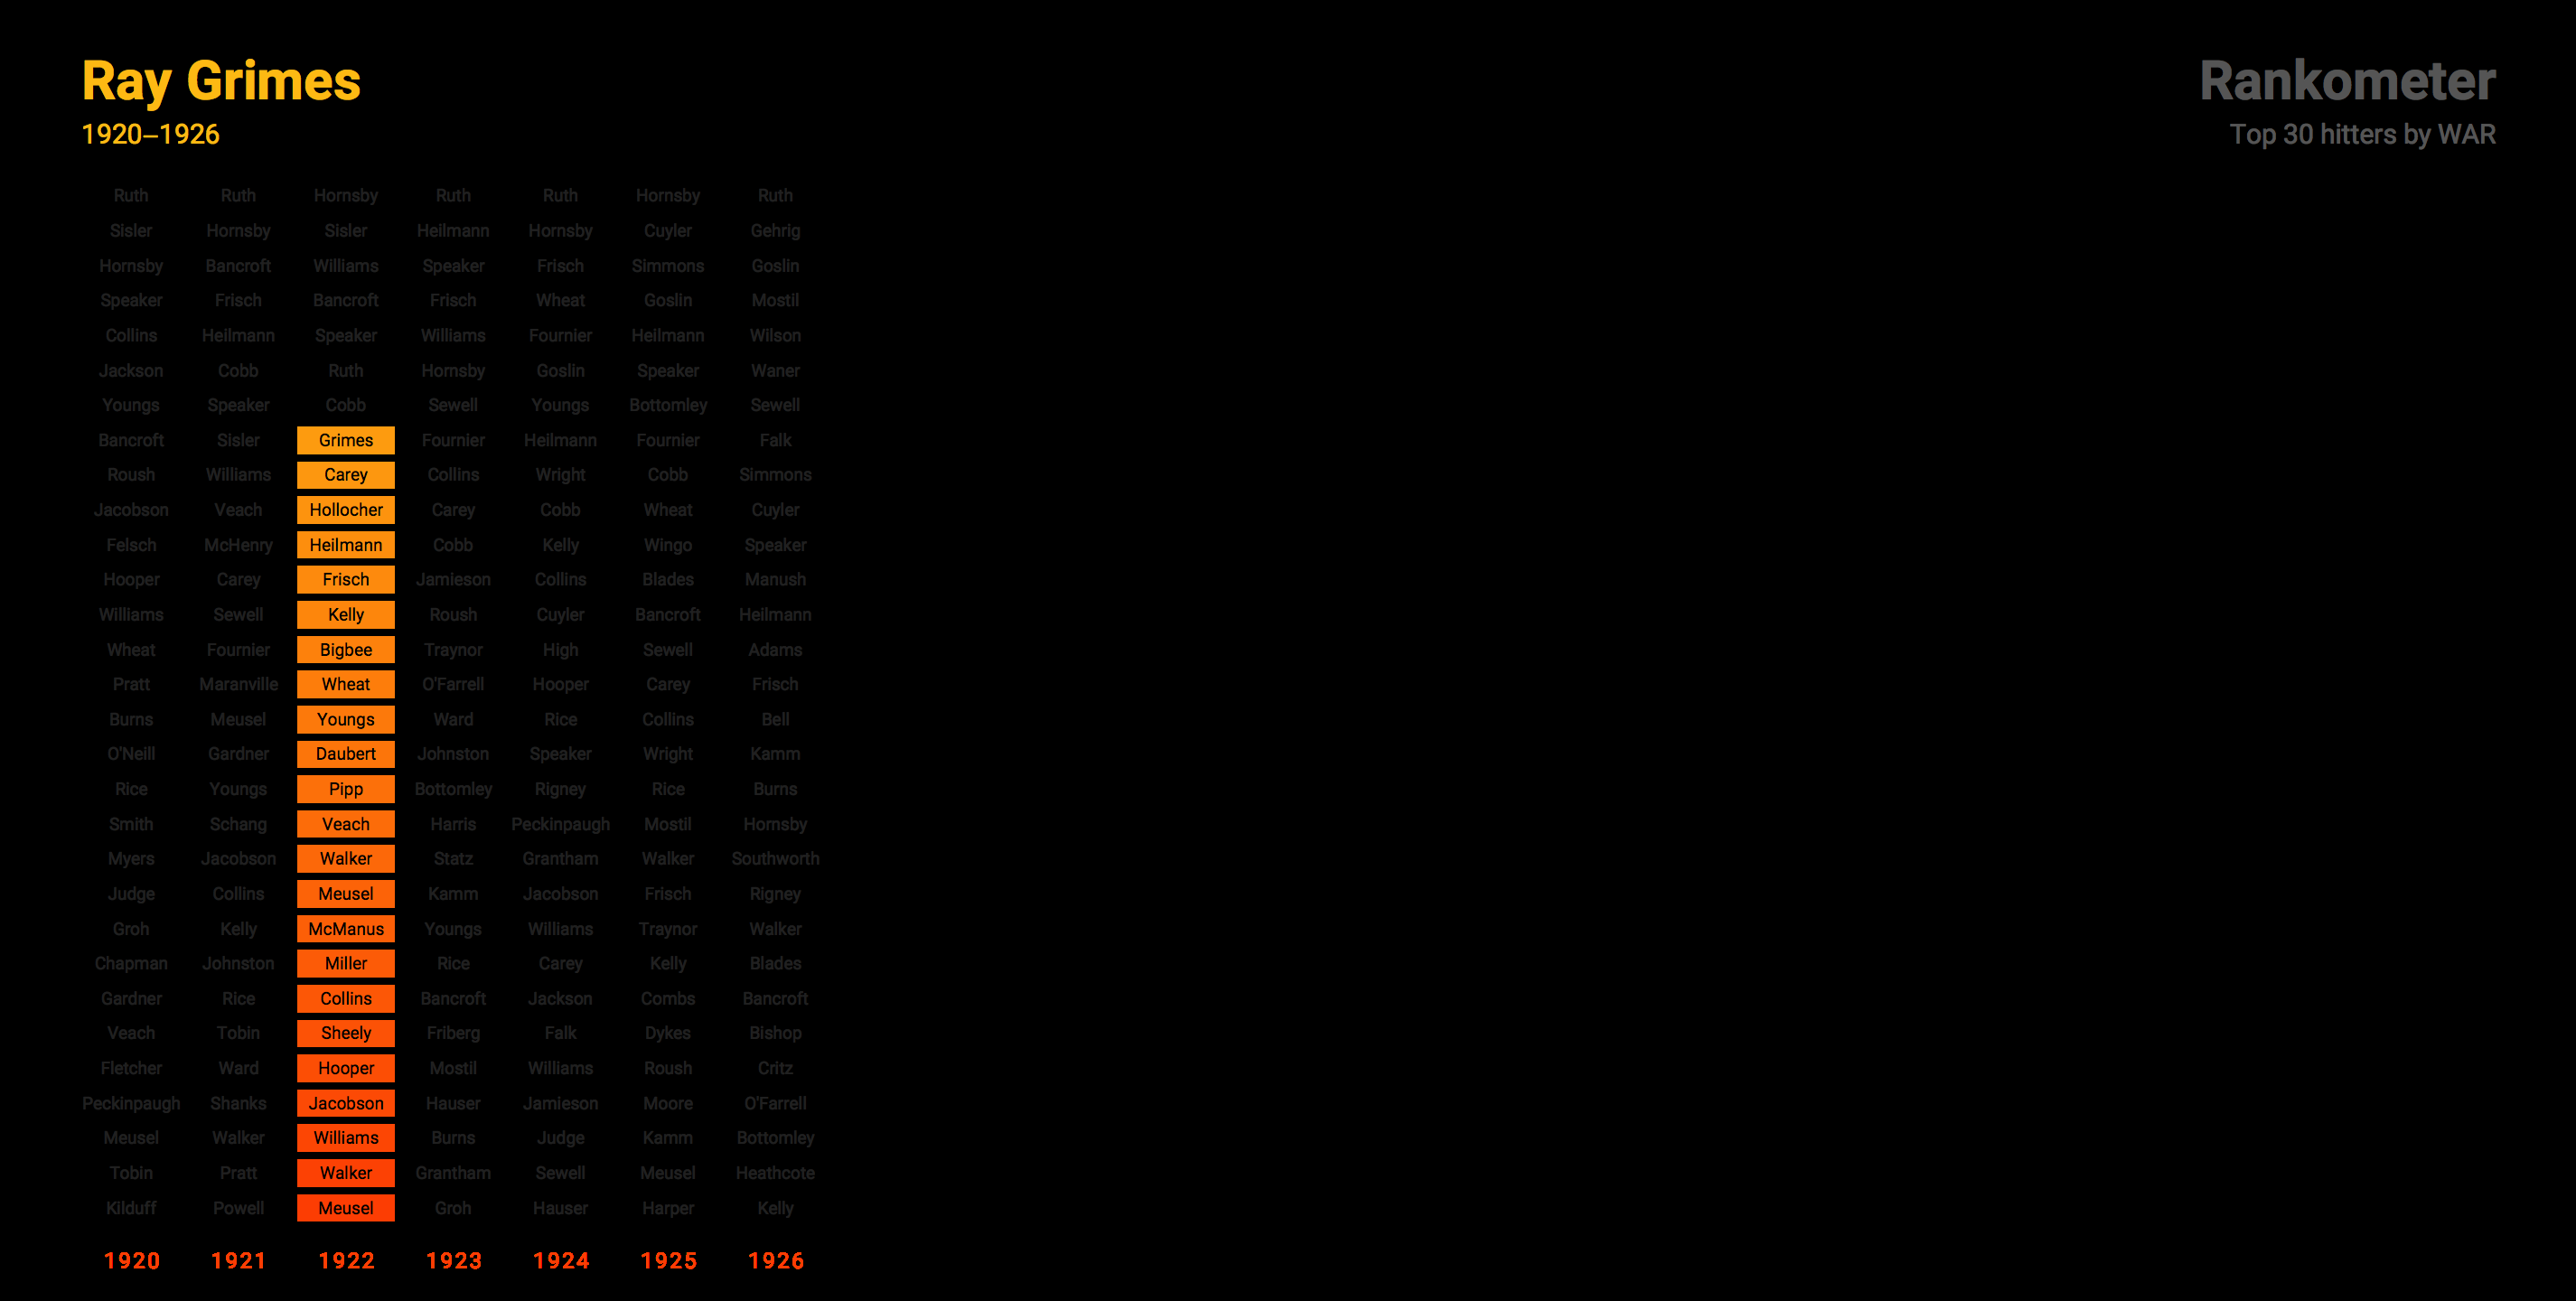 Ray Grimes
1920–1926
Rankometer
Top 30 hitters by WAR
Ruth Ruth Hornsby Ruth Ruth Hornsby Ruth
Sisler Hornsby Sisler Heilmann Hornsby Cuyler Gehrig
Hornsby Bancroft Williams Speaker Frisch Simmons Goslin
Speaker Frisch Bancroft Frisch Wheat Goslin Mostil
Collins Heilmann Speaker Williams Fournier Heilmann Wilson
Jackson Cobb Ruth Hornsby Goslin Speaker Waner
Youngs Speaker Cobb Sewell Youngs Bottomley Sewell
Bancroft Sisler Grimes Fournier Heilmann Fournier Falk
Roush Williams Carey Collins Wright Cobb Simmons
Jacobson Veach Hollocher Carey Cobb Wheat Cuyler
Felsch McHenry Heilmann Cobb Kelly Wingo Speaker
Hooper Carey Frisch Jamieson Collins Blades Manush
Williams Sewell Kelly Roush Cuyler Bancroft Heilmann
Wheat Fournier Bigbee Traynor High Sewell Adams
Pratt Maranville Wheat O'Farrell Hooper Carey Frisch
Burns Meusel Youngs Ward Rice Collins Bell
O'Neill Gardner Daubert Johnston Speaker Wright Kamm
Rice Youngs Pipp Bottomley Rigney Rice Burns
Smith Schang Veach Harris Peckinpaugh Mostil Hornsby
Myers Jacobson Walker Statz Grantham Walker Southworth
Judge Collins Meusel Kamm Jacobson Frisch Rigney
Groh Kelly McManus Youngs Williams Traynor Walker
Chapman Johnston Miller Rice Carey Kelly Blades
Gardner Rice Collins Bancroft Jackson Combs Bancroft
Veach Tobin Sheely Friberg Falk Dykes Bishop
Fletcher Ward Hooper Mostil Williams Roush Critz
Peckinpaugh Shanks Jacobson Hauser Jamieson Moore O'Farrell
Meusel Walker Williams Burns Judge Kamm Bottomley
Tobin Pratt Walker Grantham Sewell Meusel Heathcote
Kilduff Powell Meusel Groh Hauser Harper Kelly
1920 1921 1922 1923 1924 1925 1926